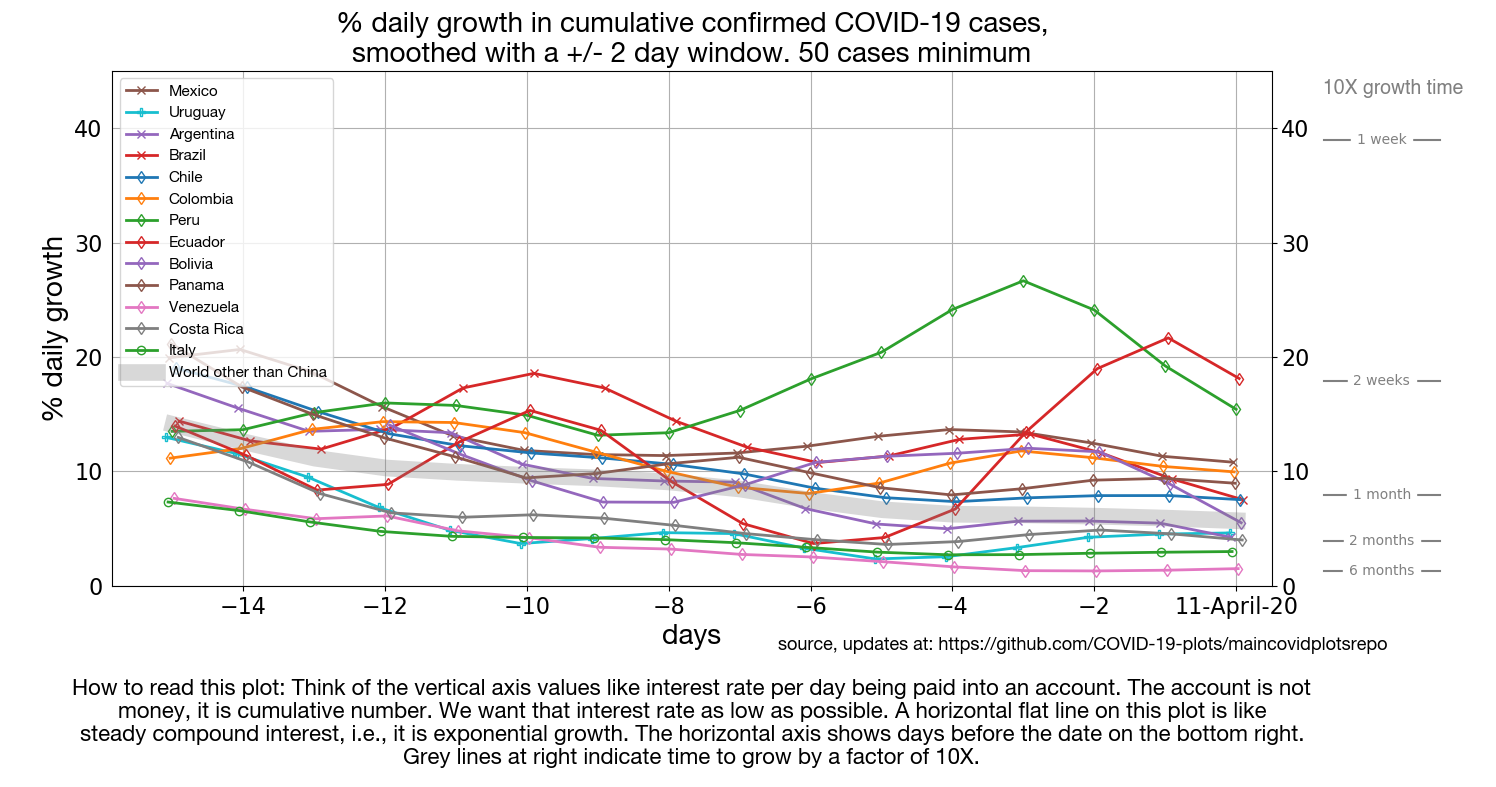 % daily growth in cumulative confirmed COVID-19 cases,
smoothed with a +/- 2 day window. 50 cases minimum
10X growth time
1 week
2 weeks
1 month
2 months
6 months
% daily growth
40
30
20
10
0
Mexico
Uruguay
Argentina
Brazil
Chile
Colombia
Peru
Ecuador
Bolivia
Panama
Venezuela
Costa Rica
Italy
World other than China
40
30
20
10
0
−14 −12 −10 −8 −6 −4 −2 11-April-20
days
source, updates at: https://github.com/COVID-19-plots/maincovidplotsrepo
How to read this plot: Think of the vertical axis values like interest rate per day being paid into an account. The account is not
money, it is cumulative number. We want that interest rate as low as possible. A horizontal flat line on this plot is like
steady compound interest, i.e., it is exponential growth. The horizontal axis shows days before the date on the bottom right.
Grey lines at right indicate time to grow by a factor of 10X.